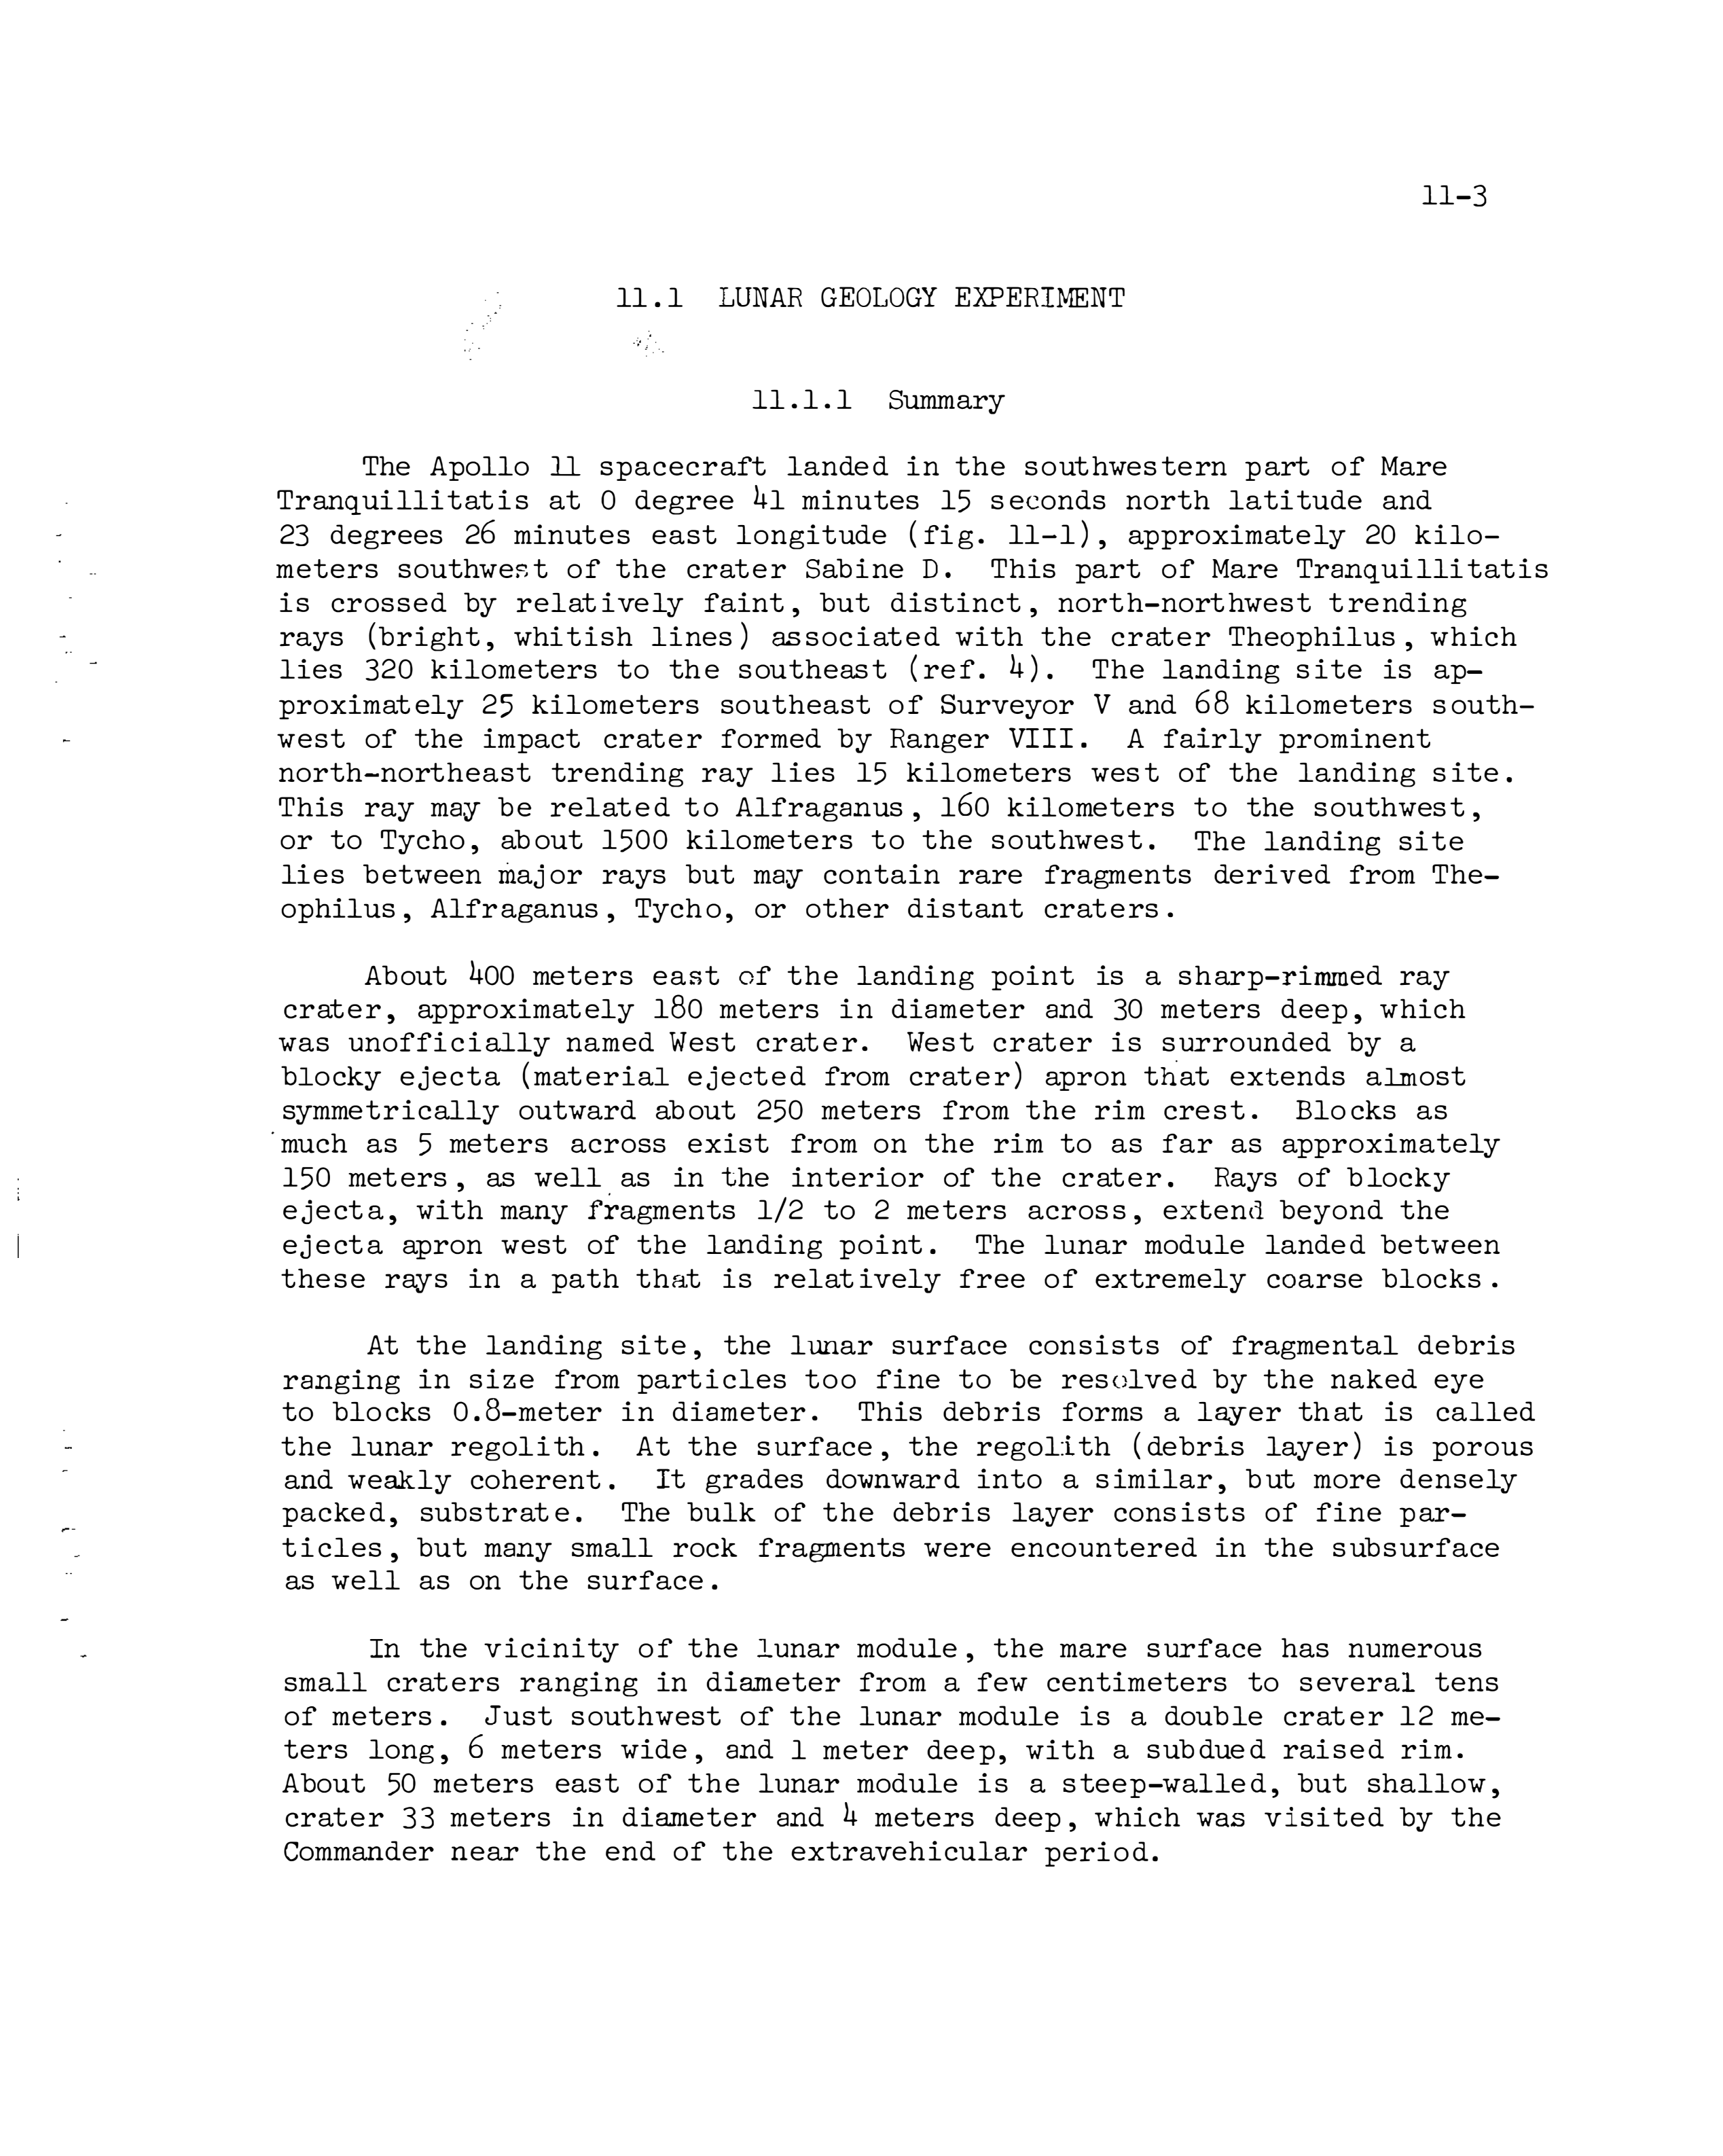 11-3
11.1 LUNAR GEOLOGY EXPERIMENT
11.1.1 Summary
The Apollo 11 spacecraft landed in the southwestern part of Mare
Tranquillitatis at 0 degree 41 minutes 15 seconds north latitude and
23 degrees 26 minutes east longitude (fig. 11-1), approximately 20 kilo-
meters southwest of the crater Sabine D. This part of Mare Tranquillitatis
is crossed by relatively faint, but distinct, north-northwest trending
rays (bright, whitish lines) associated with the crater Theophilus, which
lies 320 kilometers to the southeast (ref. 4). The landing site is ap-
proximately 25 kilometers southeast of Surveyor V and 68 kilometers south-
west of the impact crater formed by Ranger VIII. A fairly prominent
north-northeast trending ray lies 15 kilometers west of the landing site.
This ray may be related to Alfraganus, 160 kilometers to the southwest,
or to Tycho, about 1500 kilometers to the southwest. The landing site
lies between major rays but may contain rare fragments derived from The-
ophilus, Alfraganus, Tycho, or other distant craters.
About 400 meters east of the landing point is a sharp-rimmed ray
crater, approximately 180 meters in diameter and 30 meters deep, which
was unofficially named West crater. West crater is surrounded by a
blocky ejecta (material ejected from crater) apron that extends almost
symmetrically outward about 250 meters from the rim crest. Blocks as
much as 5 meters across exist from on the rim to as far as approximately
150 meters, as well as in the interior of the crater. Rays of blocky
ejecta, with many fragments 1/2 to 2 meters across, extend beyond the
ejecta apron west of the landing point. The lunar module landed between
these rays in a path that is relatively free of extremely coarse blocks.
At the landing site, the lunar surface consists of fragmental debris
ranging in size from particles too fine to be resolved by the naked eye
to blocks 0.8-meter in diameter. This debris forms a layer that is called
the lunar regolith. At the surface, the regolith (debris layer) is porous
and weakly coherent. It grades downward into a similar, but more densely
packed, substrate. The bulk of the debris layer consists of fine par-
ticles, but many small rock fragments were encountered in the subsurface
as well as on the surface.
In the vicinity of the lunar module, the mare surface has numerous
small craters ranging in diameter from a few centimeters to several tens
of meters. Just southwest of the lunar module is a double crater 12 me-
ters long, 6 meters wide, and 1 meter deep, with a subdued raised rim.
About 50 meters east of the lunar module is a steep-walled, but shallow,
crater 33 meters in diameter and 4 meters deep, which was visited by the
Commander near the end of the extravehicular period.